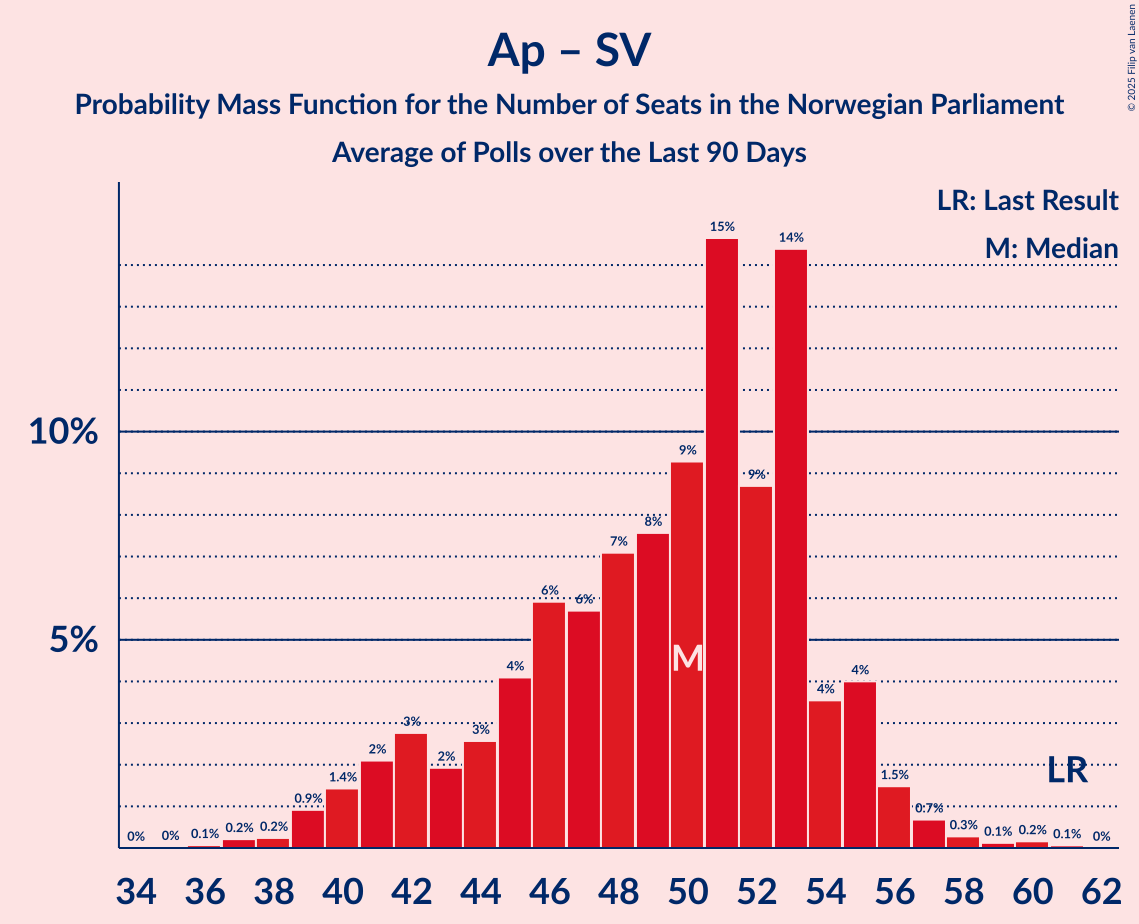 Ap – SV
Probability Mass Function for the Number of Seats in the Norwegian Parliament
Average of Polls over the Last 90 Days
© 2025 Filip van Laenen
LR: Last Result
M: Median
10%
5%
0% 0% 0.1% 0.2% 0.2% 0.9% 1.4% 2% 3% 2% 3% 4% 6% 6% 7% 8% 9% 15% 9% 14% 4% 4% 1.5% 0.7% 0.3% 0.1% 0.2% 0.1% 0%
M
LR
34 36 38 40 42 44 46 48 50 52 54 56 58 60 62